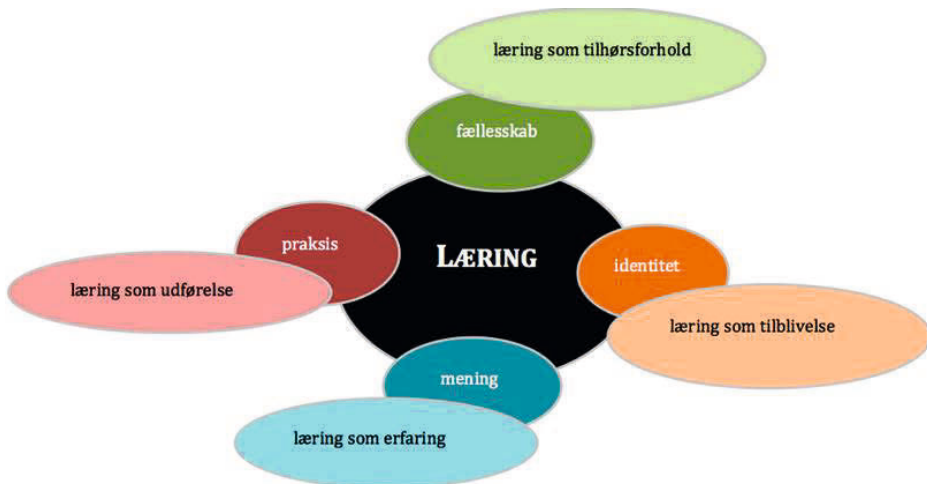 læring som tilhørsforhold
fællesskab
praksis
LÆRING
identitet
læring som udførelse
læring som tilblivelse
mening
læring som erfaring